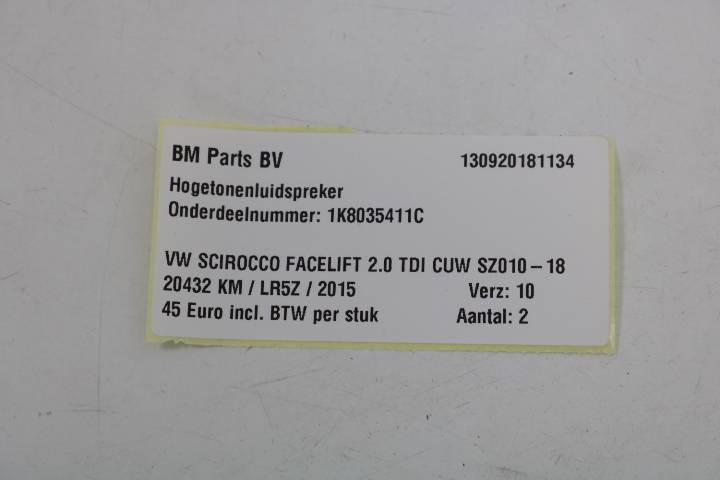 BM Parts BV 130920181134
Hogetonenluidspreker
Onderdeelnummer: 1K8035411C
VW SCIROCCO FACELIFT 2.0 TDI CUW SZ010-18
20432 KM / LR5Z / 2015 Verz: 10
45 Euro incl. BTW per stuk Aantal: 2